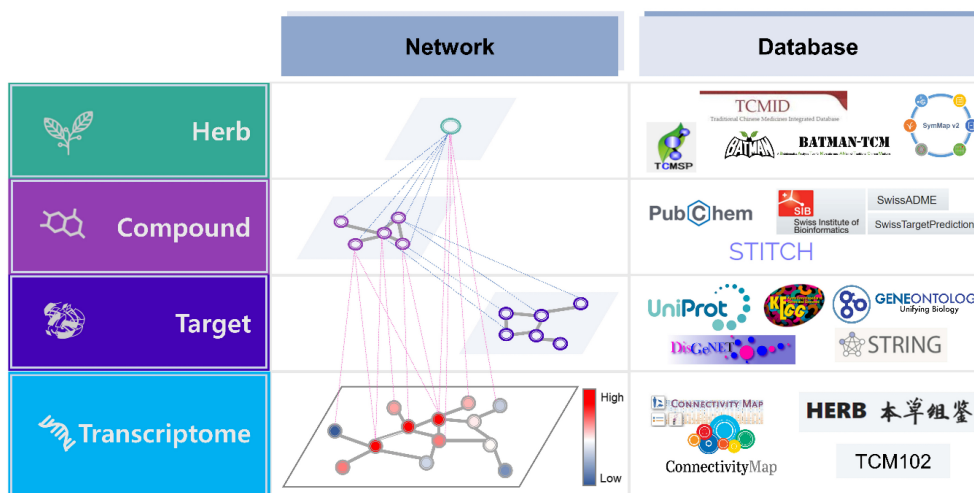 Network
Database
Herb
TCMID
Traditional Chinese Medicines Integrated Database
TCMSP
BATMAN
BATMAN-TCM
SymMap v2
Compound
PubChem
SIB
Swiss Institute of
Bioinformatics
SwissADME
SwissTargetPrediction
STITCH
Target
UniProt
KEGG
GENEONTOLOG
Unifying Biology
DisGeNET
STRING
Transcriptome
High
Low
CONNECTIVITY MAP
ConnectivityMap
HERB 本草组鉴
TCM102